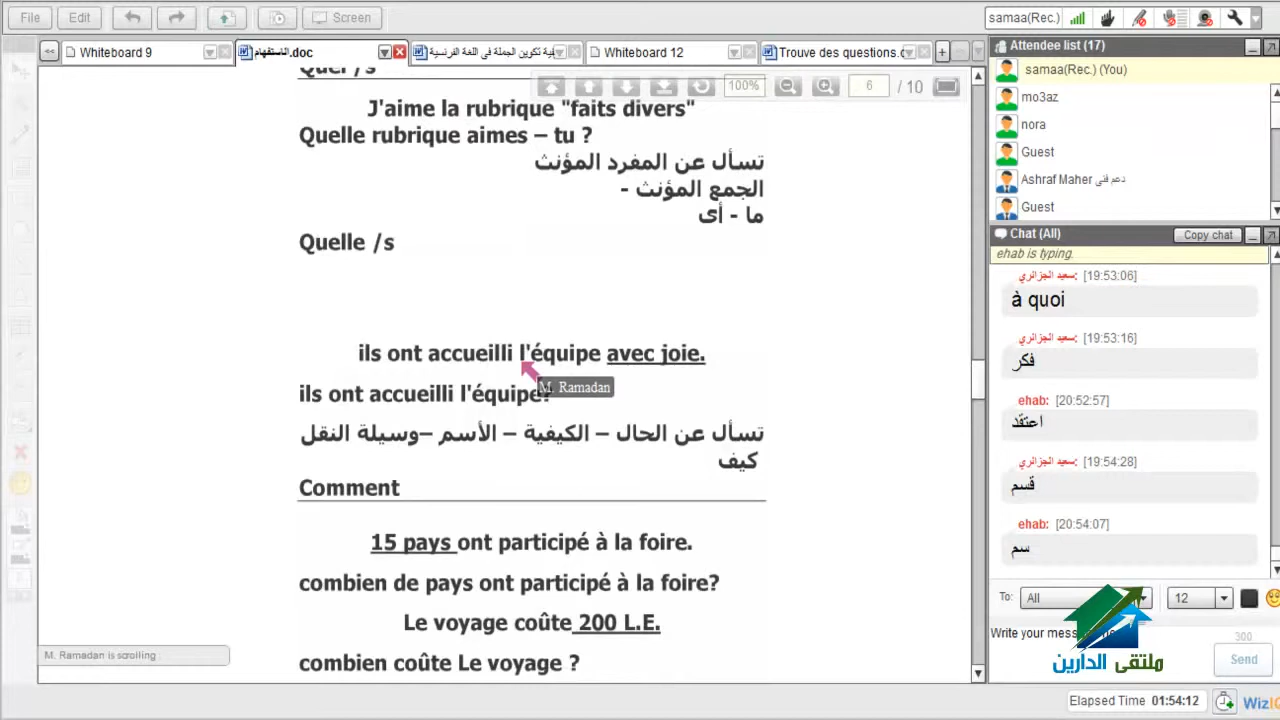 File
Edit
Screen
samaa(Rec.)
Whiteboard 9
الاستفهام.doc
كيفية تكوين الجملة فى اللغة الفرنسية
Whiteboard 12
Trouve des questions.c
Attendee list (17)
samaa(Rec.) (You)
mo3az
nora
Guest
Ashraf Maher دعم فنى
Guest
100%
6 / 10
Quel /s
J'aime la rubrique "faits divers"
Quelle rubrique aimes – tu ?
تسأل عن المفرد المؤنث
الجمع المؤنث -
ما - أى
Quelle /s
ils ont accueilli l'équipe avec joie.
M. Ramadan
ils ont accueilli l'équipe?
تسأل عن الحال – الكيفية – الأسم –وسيلة النقل
كيف
Comment
15 pays ont participé à la foire.
combien de pays ont participé à la foire?
Le voyage coûte 200 L.E.
combien coûte Le voyage ?
M. Ramadan is scrolling
Chat (All)
Copy chat
ehab is typing.
سعيد الجزائري: [19:53:06]
à quoi
سعيد الجزائري: [19:53:16]
فكر
ehab: [20:52:57]
اعتقد
سعيد الجزائري: [19:54:28]
قسم
ehab: [20:54:07]
سم
To: All
12
Write your mess
300
Send
ملتقى الدارين
Elapsed Time 01:54:12
WizI